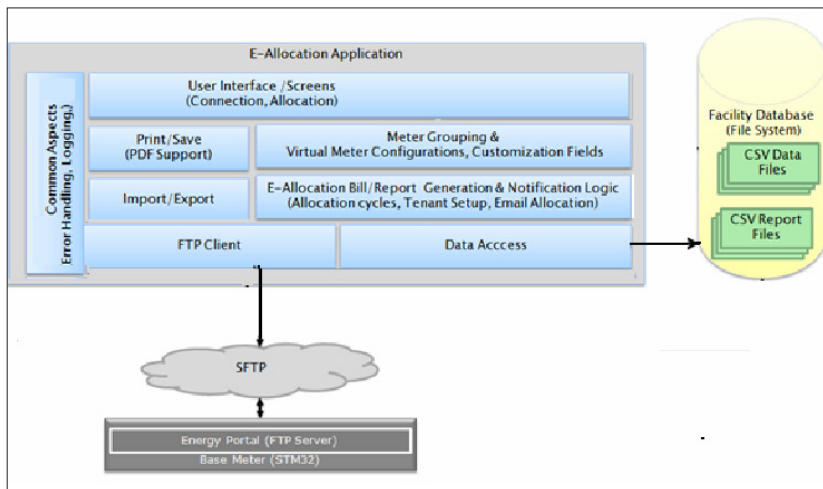 E-Allocation Application
Common Aspects
Error Handling, Logging,)
User Interface /Screens
(Connection, Allocation)
Print/Save
(PDF Support)
Meter Grouping &
Virtual Meter Configurations, Customization Fields
Import/Export
E-Allocation Bill/Report Generation & Notification Logic
(Allocation cycles, Tenant Setup, Email Allocation)
FTP Client
Data Acccess
Facility Database
(File System)
CSV Data
Files
CSV Report
Files
SFTP
Energy Portal (FTP Server)
Base Meter (STM32)